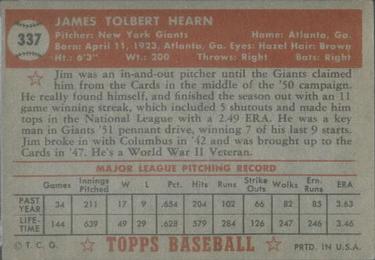 337
JAMES TOLBERT HEARN
Pitcher: New York Giants Home: Atlanta, Ga.
Born: April 11, 1923, Atlanta, Ga. Eyes: Hazel Hair: Brown
Ht.: 6'3" Wt.: 200 Throws: Right Bats: Right
Jim was an in-and-out pitcher until the Giants claimed
him from the Cards in the middle of the '50 campaign.
He really found himself, and finished the season out with an 11
game winning streak, which included 5 shutouts and made him
tops in the National League with a 2.49 ERA. He was a key
man in Giants' '51 pennant drive, winning 7 of his last 9 starts.
Jim broke in with Columbus in '42 and was brought up to the
Cards in '47. He's a World War II Veteran.
MAJOR LEAGUE PITCHING RECORD
Games Innings Pitched W L Pct. Hits Runs Strike Outs Walks Earn. Runs ERA
PAST YEAR 34 211 17 9 .654 204 102 66 82 85 3.63
LIFE-TIME 144 639 49 29 .628 579 284 126 247 246 3.46
© T. C. G. TOPPS BASEBALL PRTD. IN U.S.A.